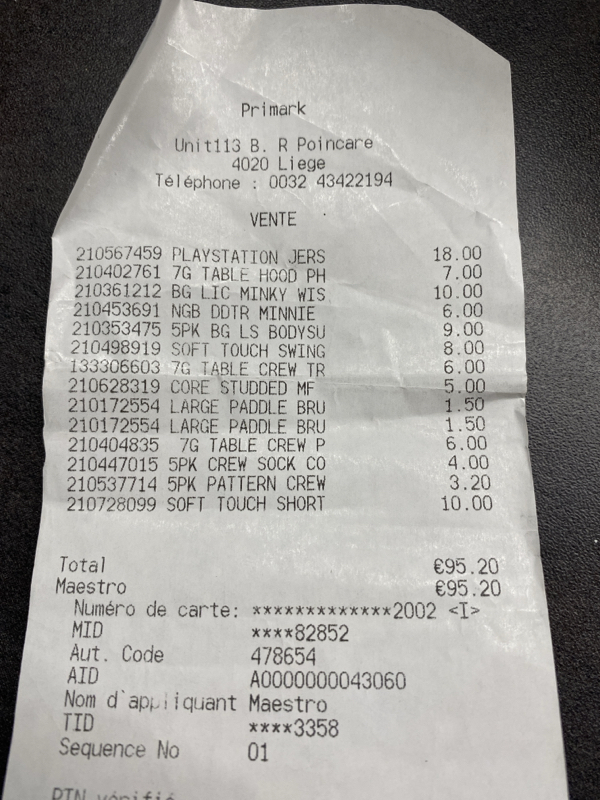 Primark
Unit113 B. R Poincare
4020 Liege
Téléphone : 0032 43422194
VENTE
210567459 PLAYSTATION JERS 18.00
210402761 7G TABLE HOOD PH 7.00
210361212 BG LIC MINKY WIS 10.00
210453691 NGB DDTR MINNIE 6.00
210353475 5PK BG LS BODYSU 9.00
210498919 SOFT TOUCH SWING 8.00
133306603 7G TABLE CREW TR 6.00
210628319 CORE STUDDED MF 5.00
210172554 LARGE PADDLE BRU 1.50
210172554 LARGE PADDLE BRU 1.50
210404835 7G TABLE CREW P 6.00
210447015 5PK CREW SOCK CO 4.00
210537714 5PK PATTERN CREW 3.20
210728099 SOFT TOUCH SHORT 10.00
Total €95.20
Maestro €95.20
Numéro de carte: *************2002 <I>
MID ****82852
Aut. Code 478654
AID A0000000043060
Nom d`appliquant Maestro
TID ****3358
Sequence No 01
PIN vérifié